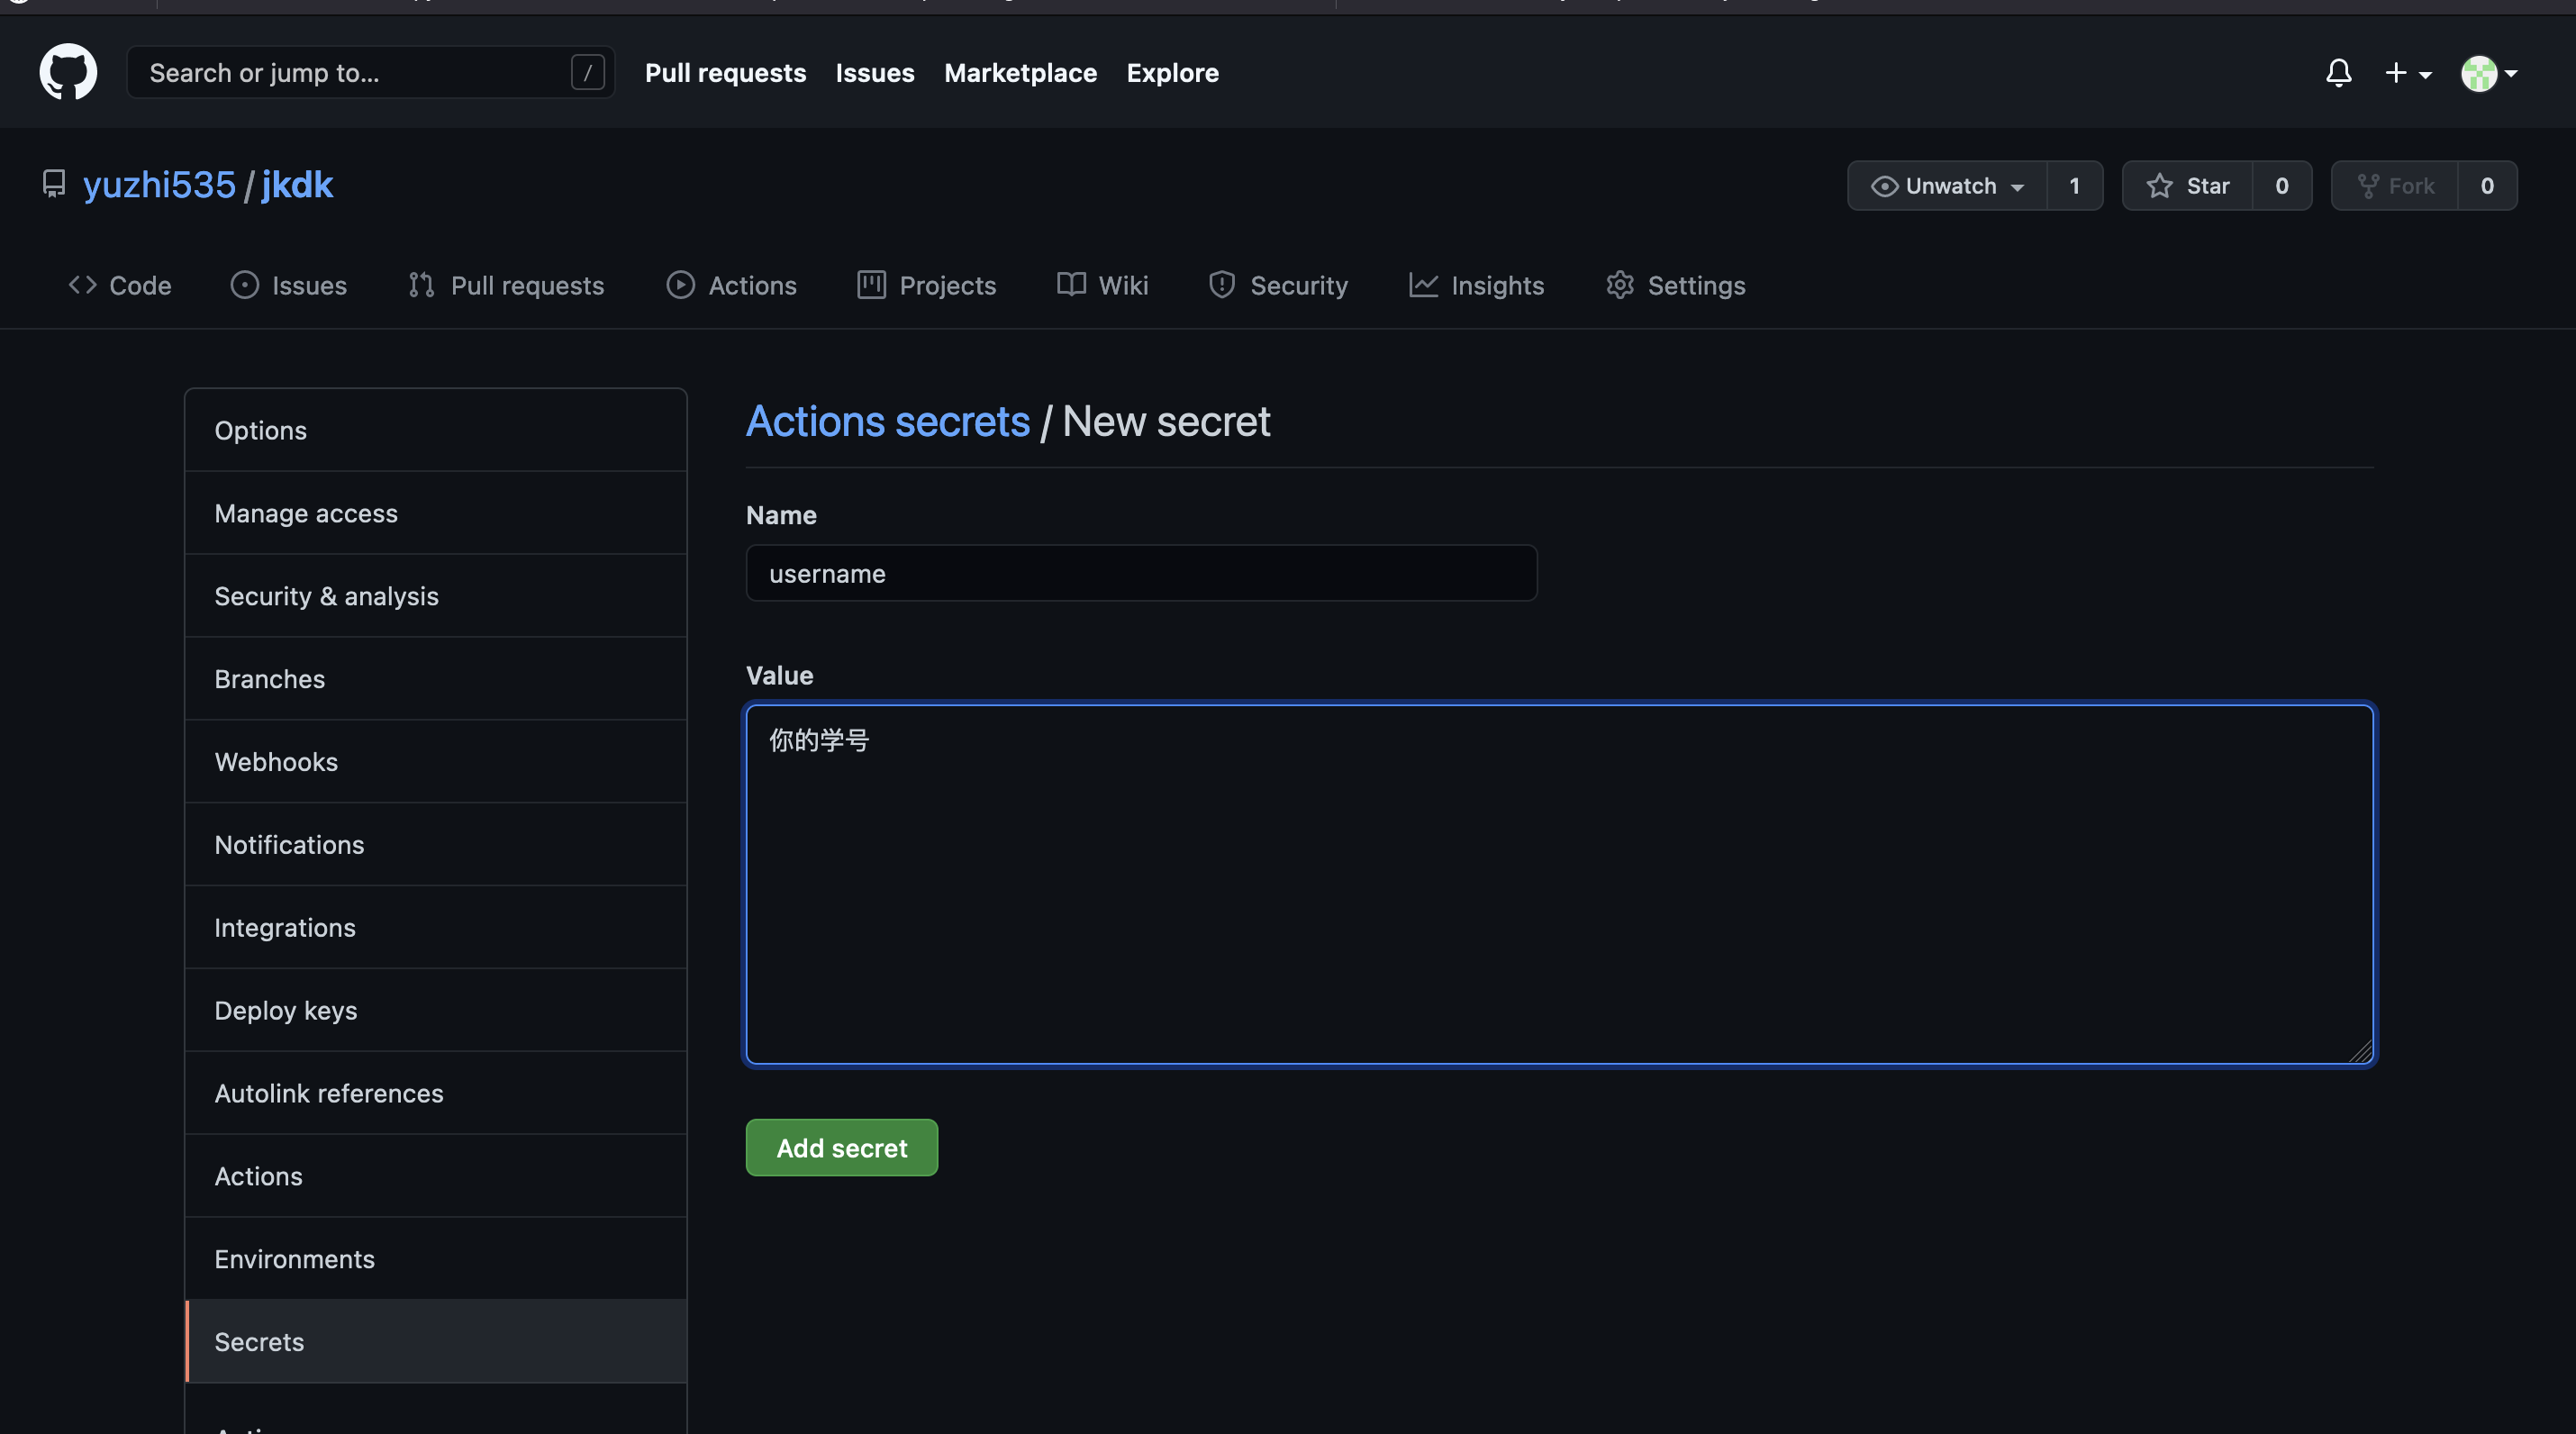 Search or jump to... /
Pull requests Issues Marketplace Explore
yuzhi535 / jkdk
Unwatch 1 Star 0 Fork 0
Code Issues Pull requests Actions Projects Wiki Security Insights Settings
Options
Manage access
Security & analysis
Branches
Webhooks
Notifications
Integrations
Deploy keys
Autolink references
Actions
Environments
Secrets
Actions secrets / New secret
Name
username
Value
你的学号
Add secret